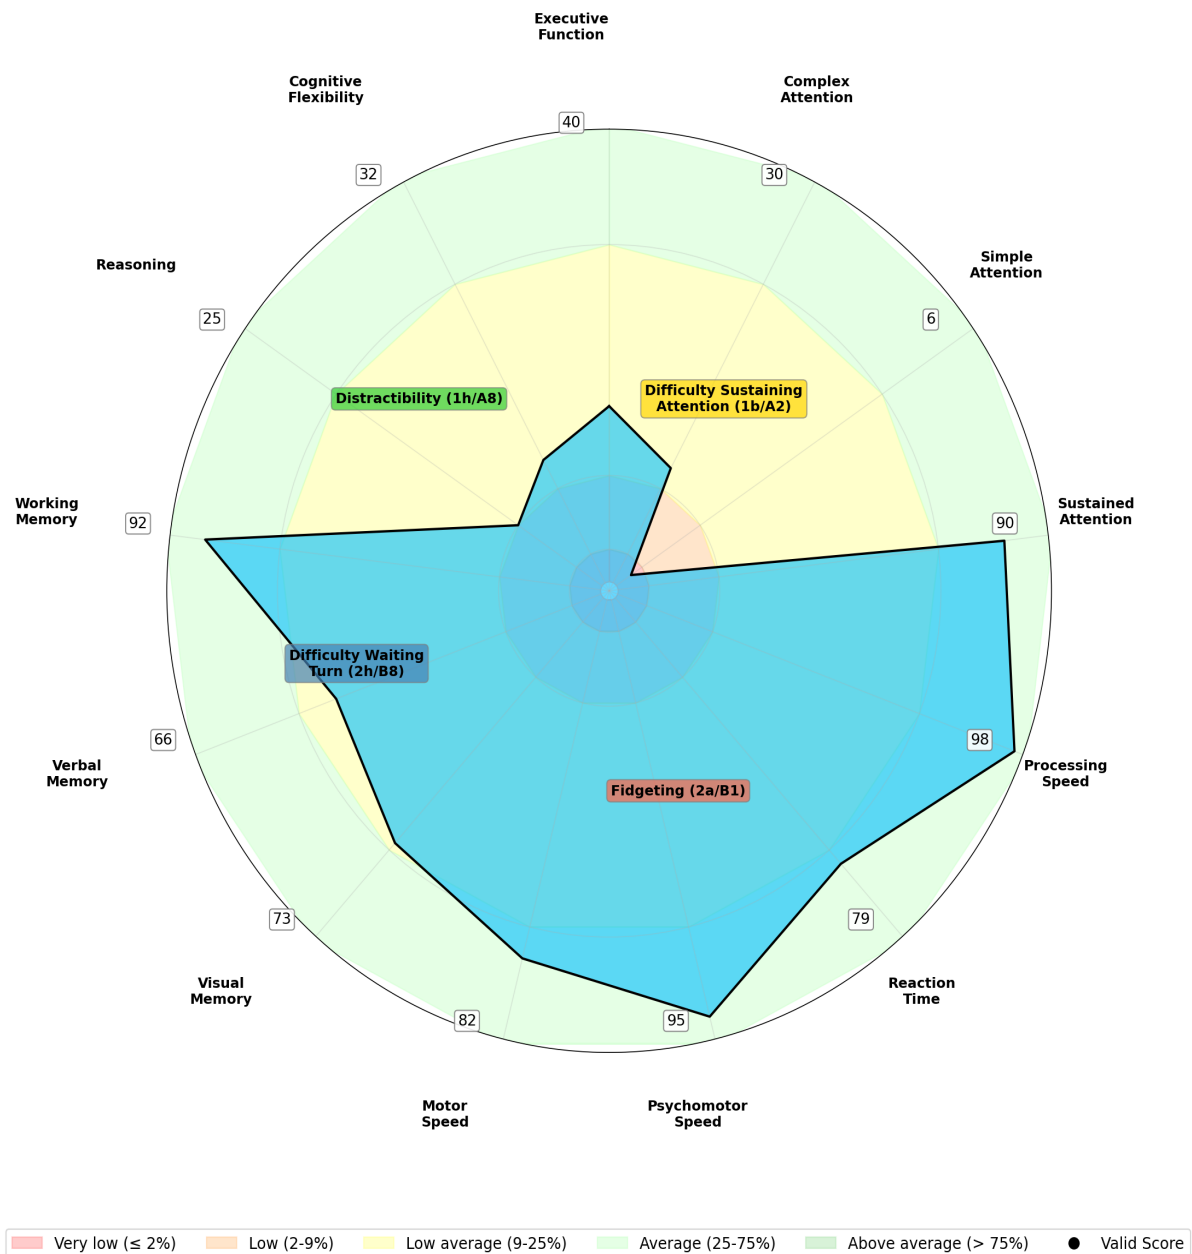 Executive
Function
Cognitive
Flexibility
Complex
Attention
40
32
30
Reasoning
Simple
Attention
25
6
Distractibility (1h/A8)
Difficulty Sustaining
Attention (1b/A2)
Working
Memory
Sustained
Attention
92
90
Difficulty Waiting
Turn (2h/B8)
66
98
Verbal
Memory
Processing
Speed
Fidgeting (2a/B1)
73
79
Visual
Memory
Reaction
Time
82
95
Motor
Speed
Psychomotor
Speed
Very low (≤ 2%) Low (2-9%) Low average (9-25%) Average (25-75%) Above average (> 75%) Valid Score